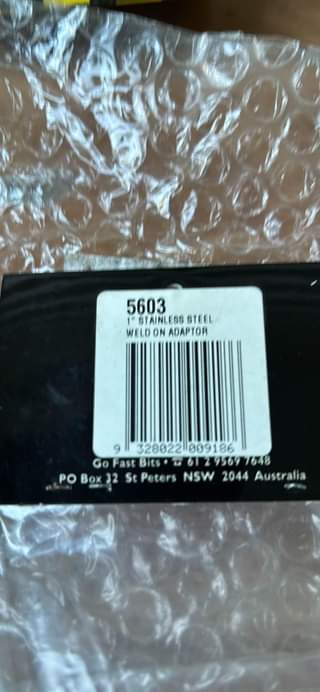 5603
1" STAINLESS STEEL
WELD ON ADAPTOR
9 328022 009186
Go Fast Bits • ☎ 61 2 9569 7648
PO Box 32 St Peters NSW 2044 Australia